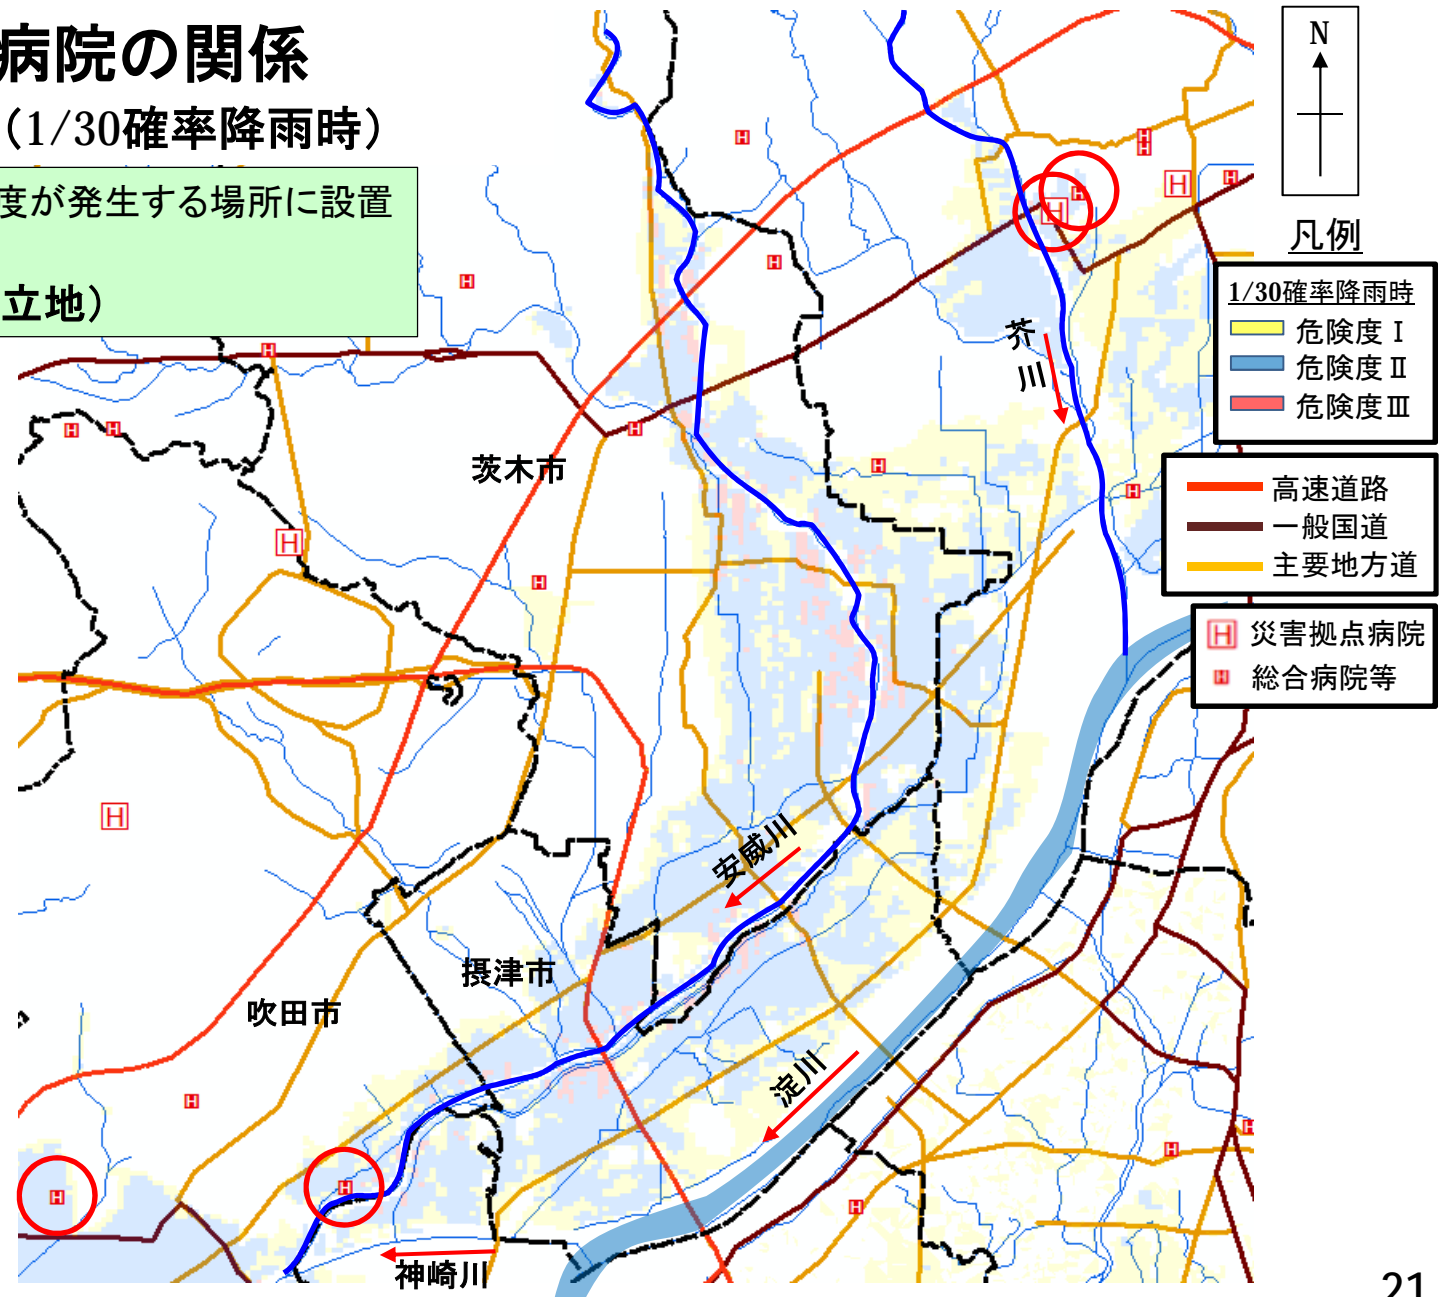 病院の関係
（1/30確率降雨時）
度が発生する場所に設置
立地）
N
凡例
1/30確率降雨時
危険度Ⅰ
危険度Ⅱ
危険度Ⅲ
高速道路
一般国道
主要地方道
H 災害拠点病院
H 総合病院等
芥川
茨木市
安威川
摂津市
吹田市
淀川
神崎川
21